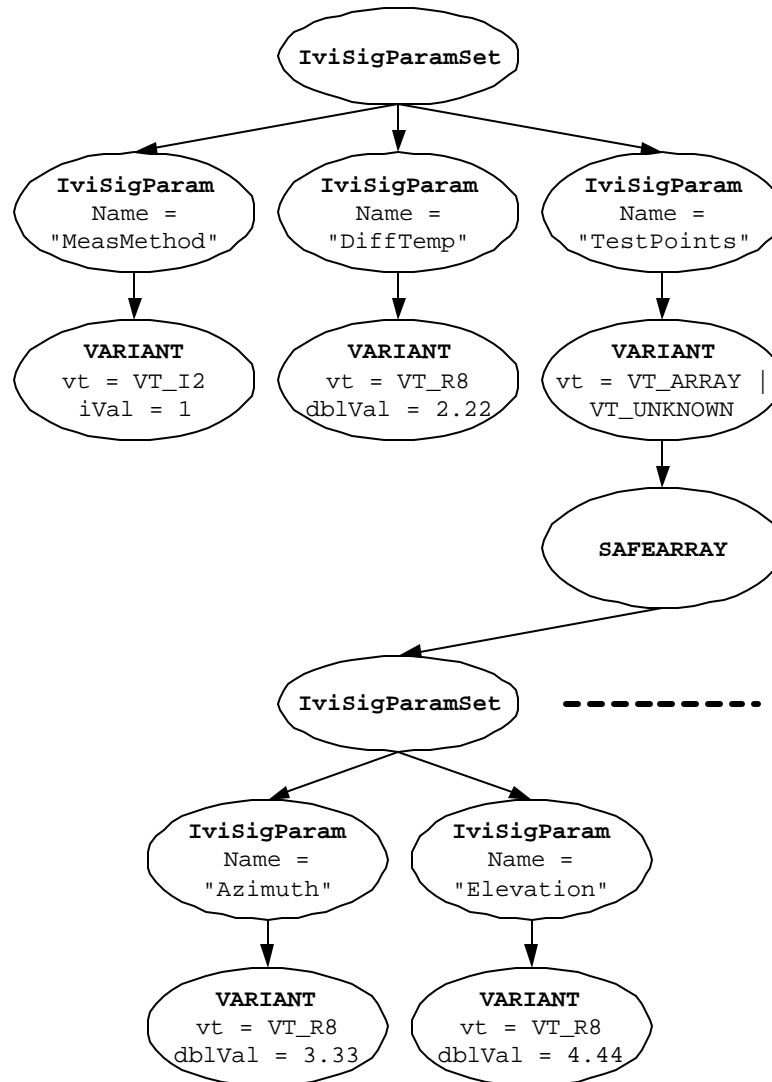 IviSigParamSet
IviSigParam
Name =
"MeasMethod"
IviSigParam
Name =
"DiffTemp"
IviSigParam
Name =
"TestPoints"
VARIANT
vt = VT_I2
iVal = 1
VARIANT
vt = VT_R8
dblVal = 2.22
VARIANT
vt = VT_ARRAY |
VT_UNKNOWN
SAFEARRAY
IviSigParamSet
IviSigParam
Name =
"Azimuth"
IviSigParam
Name =
"Elevation"
VARIANT
vt = VT_R8
dblVal = 3.33
VARIANT
vt = VT_R8
dblVal = 4.44